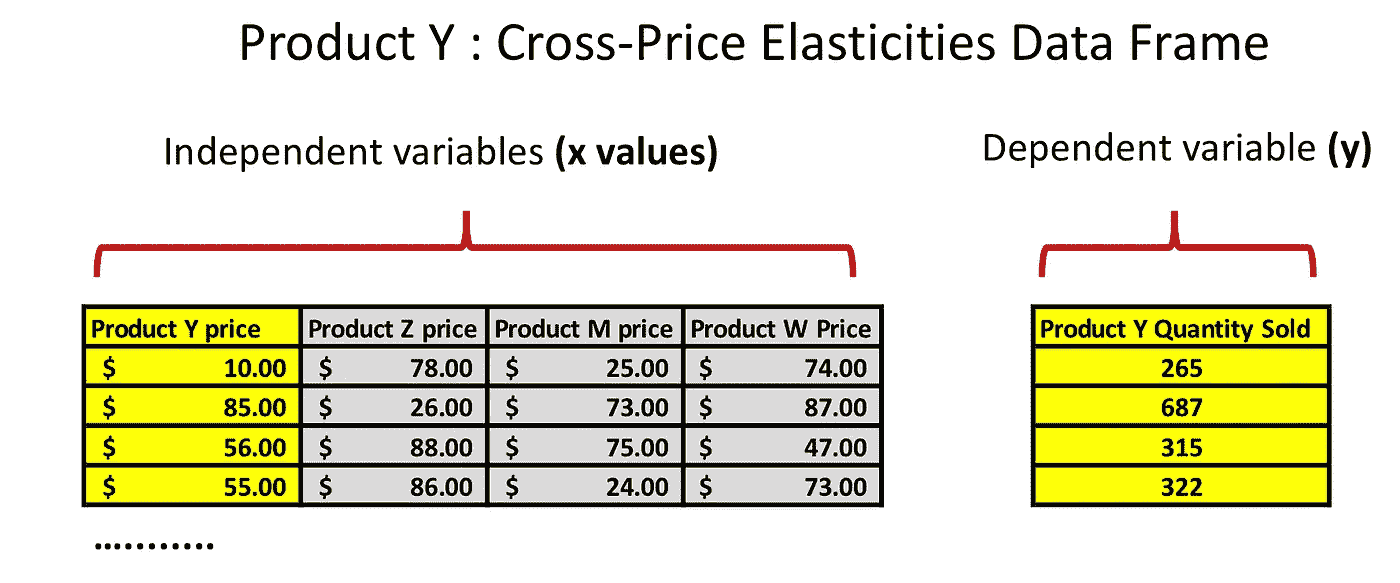 Product Y : Cross-Price Elasticities Data Frame
Independent variables (x values)
Dependent variable (y)
Product Y price Product Z price Product M price Product W Price Product Y Quantity Sold
$ 10.00 $ 78.00 $ 25.00 $ 74.00 265
$ 85.00 $ 26.00 $ 73.00 $ 87.00 687
$ 56.00 $ 88.00 $ 75.00 $ 47.00 315
$ 55.00 $ 86.00 $ 24.00 $ 73.00 322
...........